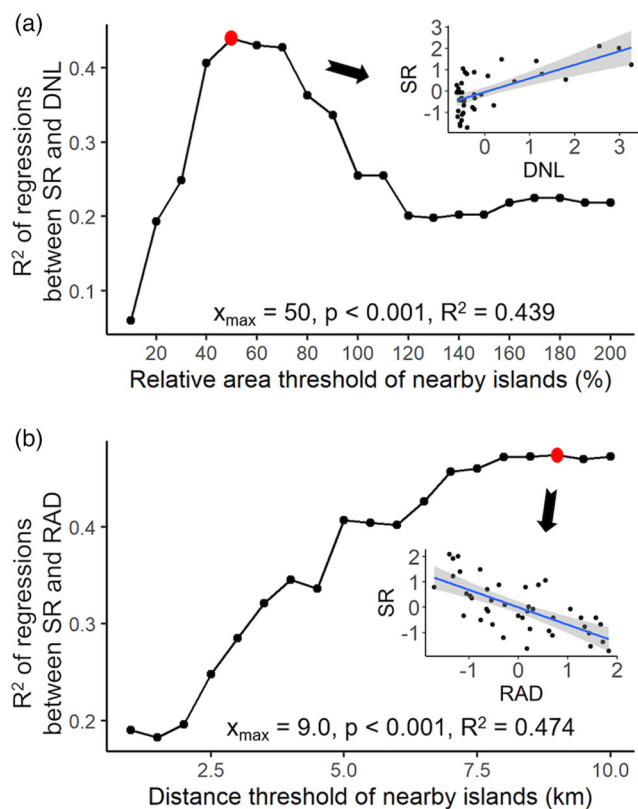 (a)
R² of regressions
between SR and DNL
0.4
0.3
0.2
0.1
3
2
1
0
-1
SR
0 1 2 3
DNL
x_max = 50, p < 0.001, R² = 0.439
20 40 60 80 100 120 140 160 180 200
Relative area threshold of nearby islands (%)
(b)
R² of regressions
between SR and RAD
0.4
0.3
0.2
2
1
0
-1
SR
-1 0 1 2
RAD
x_max = 9.0, p < 0.001, R² = 0.474
2.5 5.0 7.5 10.0
Distance threshold of nearby islands (km)